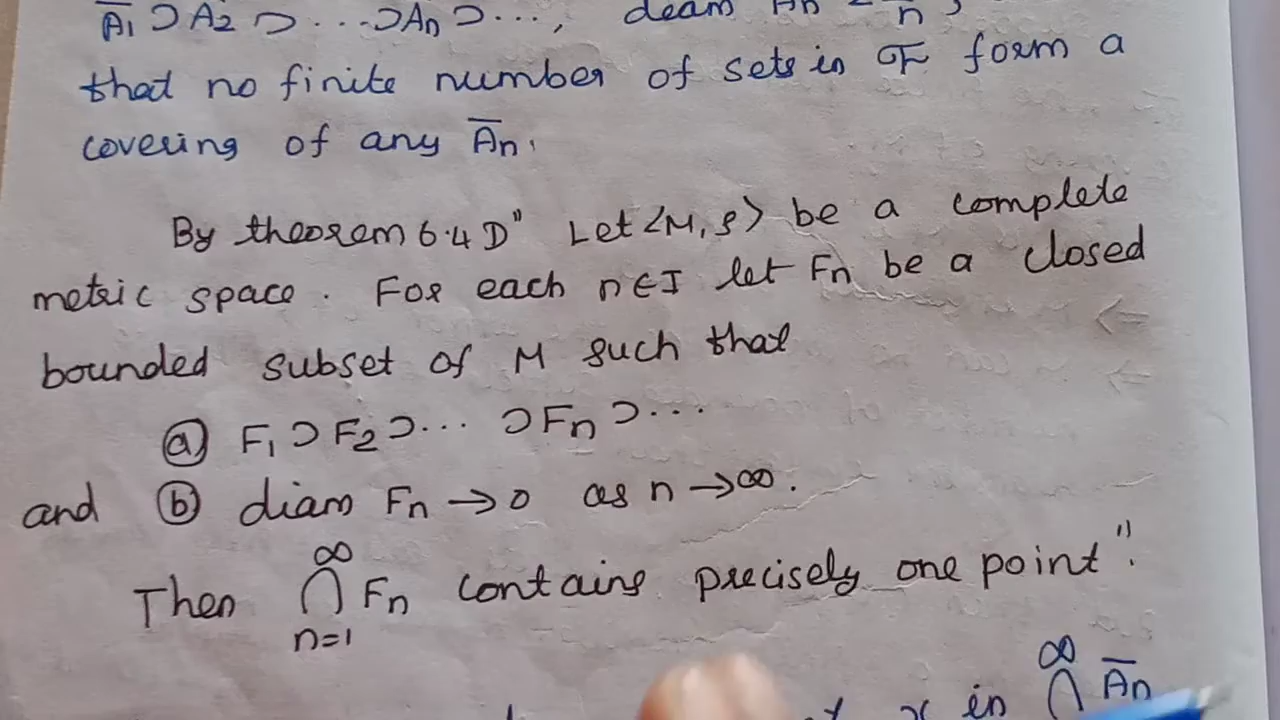 A̅₁ ⊃ A̅₂ ⊃ ... ⊃ A̅n ⊃ ...,
that no finite number of sets in ℱ form a
covering of any A̅n.
By theorem 6.4 D" Let <M, ρ> be a complete
metric space. For each n ∈ I let Fn be a closed
bounded subset of M such that
ⓐ F₁ ⊃ F₂ ⊃ ... ⊃ Fn ⊃ ...
and ⓑ diam Fn → 0 as n → ∞.
Then ∞ ∩ n=1 Fn contains precisely one point".
x in ∞ ∩ A̅n